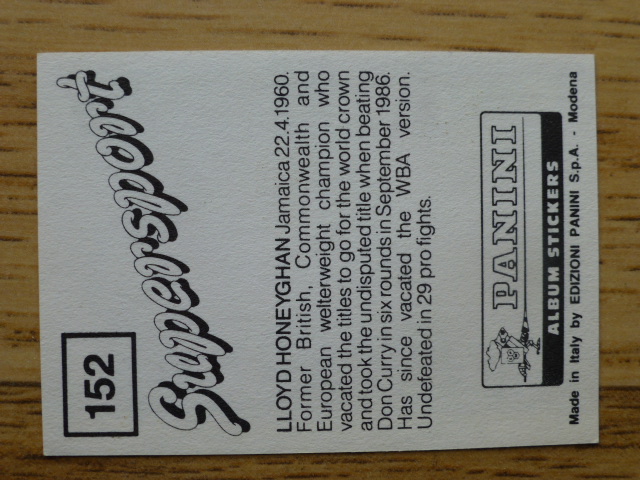 152
Supersport
LLOYD HONEYGHAN Jamaica 22.4.1960.
Former British, Commonwealth and
European welterweight champion who
vacated the titles to go for the world crown
and took the undisputed title when beating
Don Curry in six rounds in September 1986.
Has since vacated the WBA version.
Undefeated in 29 pro fights.
PANINI
ALBUM STICKERS
Made in Italy by EDIZIONI PANINI S.p.A. - Modena